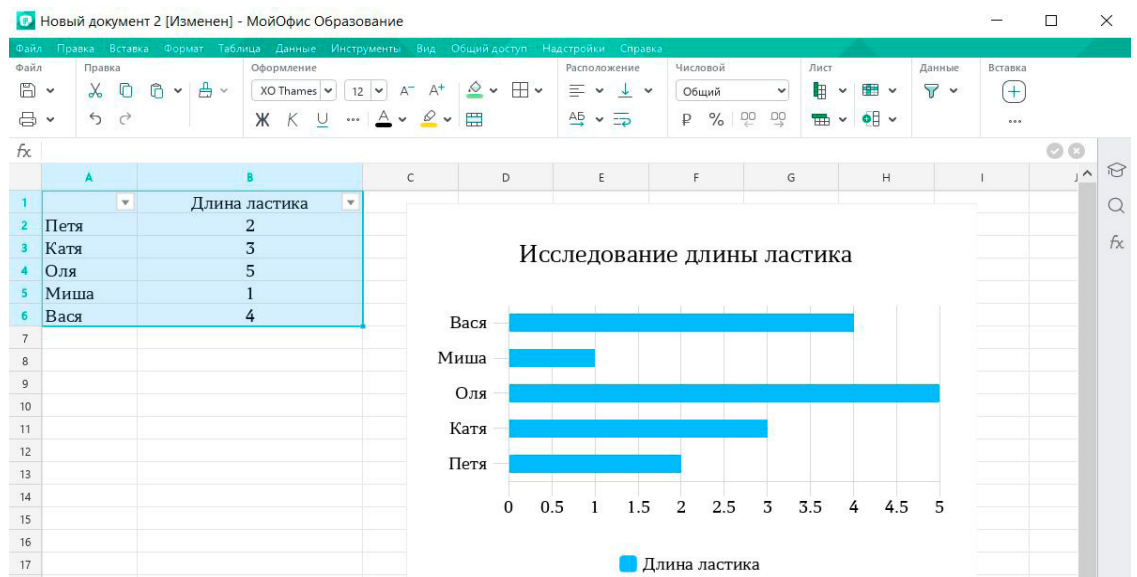 Новый документ 2 [Изменен] - МойОфис Образование
Файл Правка Вставка Формат Таблица Данные Инструменты Вид Общий доступ Надстройки Справка
Файл Правка Оформление Расположение Числовой Лист Данные Вставка
XO Thames 12 A- A+ Общий
Ж К У ... А АБ ₽ % 00 00 ...
fx
A B C D E F G H I J
1 Длина ластика
2 Петя 2
3 Катя 3
4 Оля 5
5 Миша 1
6 Вася 4
7
8
9
10
11
12
13
14
15
16
17
Исследование длины ластика
Вася
Миша
Оля
Катя
Петя
0 0.5 1 1.5 2 2.5 3 3.5 4 4.5 5
Длина ластика
fx